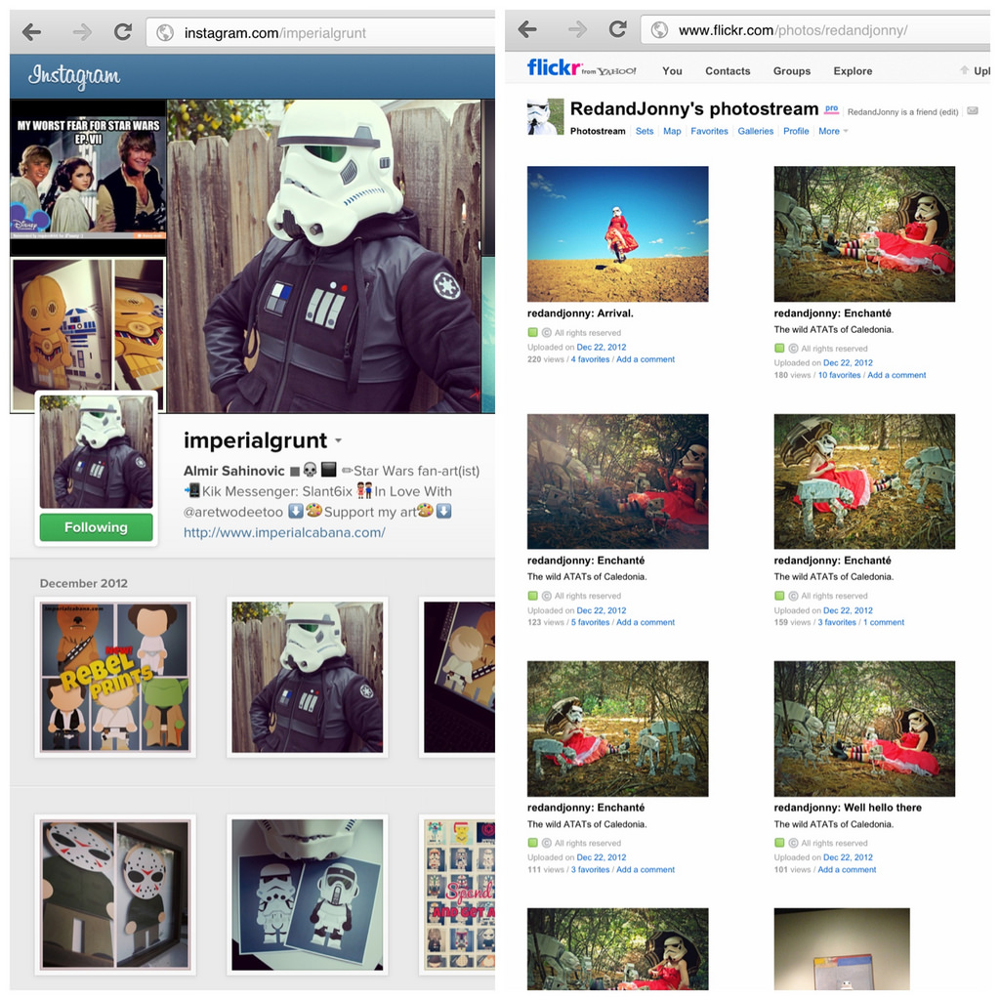 instagram.com/imperialgrunt
Instagram
MY WORST FEAR FOR STAR WARS
EP. VII
Disney
imperialgrunt
Almir Sahinovic ◼💀⬛ ✏Star Wars fan-art(ist)
📲Kik Messenger: Slant6ix 👫In Love With
@aretwodeetoo ⬇🎨Support my art🎨⬇
http://www.imperialcabana.com/
Following
December 2012
imperialcabana.com
NEW!
REBEL
PRINTS
Spend
AND GET A
www.flickr.com/photos/redandjonny/
flickr from YAHOO!
You Contacts Groups Explore Upl
RedandJonny's photostream pro RedandJonny is a friend (edit)
Photostream Sets Map Favorites Galleries Profile More
redandjonny: Arrival.
© All rights reserved
Uploaded on Dec 22, 2012
220 views / 4 favorites / Add a comment
redandjonny: Enchanté
The wild ATATs of Caledonia.
© All rights reserved
Uploaded on Dec 22, 2012
180 views / 10 favorites / Add a comment
redandjonny: Enchanté
The wild ATATs of Caledonia.
© All rights reserved
Uploaded on Dec 22, 2012
123 views / 5 favorites / Add a comment
redandjonny: Enchanté
The wild ATATs of Caledonia.
© All rights reserved
Uploaded on Dec 22, 2012
159 views / 3 favorites / 1 comment
redandjonny: Enchanté
The wild ATATs of Caledonia.
© All rights reserved
Uploaded on Dec 22, 2012
111 views / 3 favorites / Add a comment
redandjonny: Well hello there
The wild ATATs of Caledonia.
© All rights reserved
Uploaded on Dec 22, 2012
101 views / Add a comment